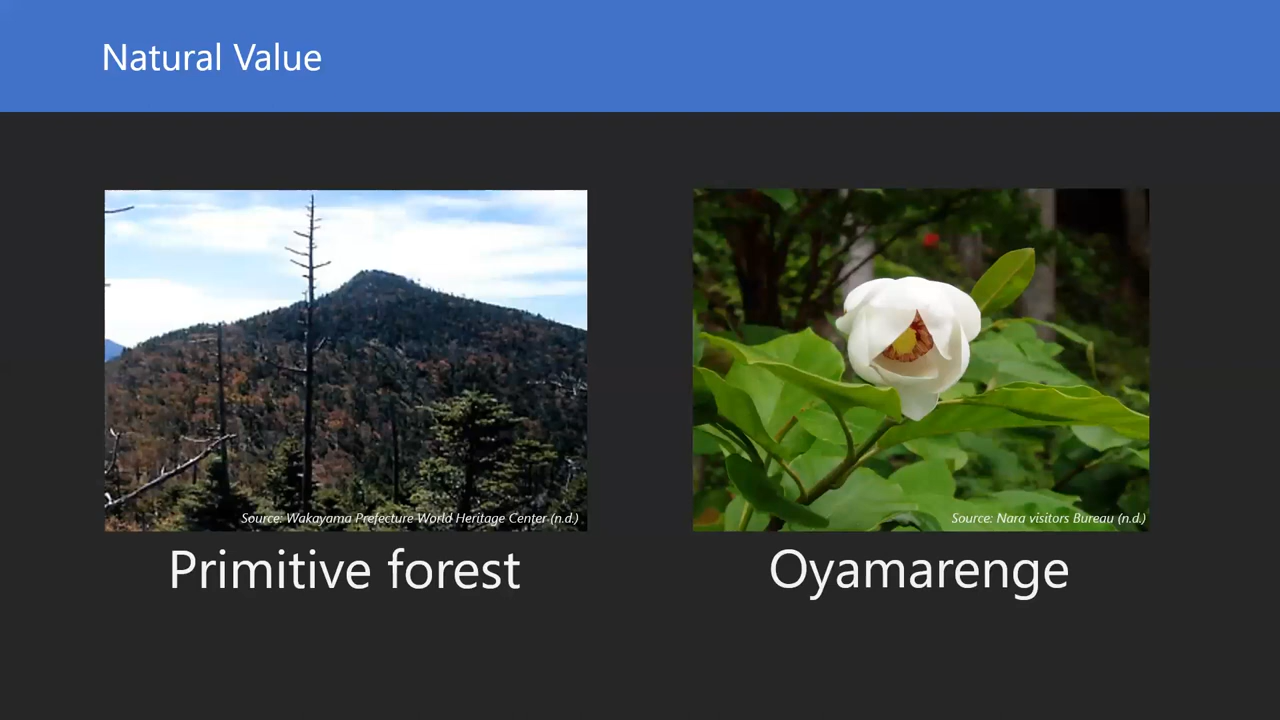 Natural Value
Source: Wakayama Prefecture World Heritage Center (n.d.)
Source: Nara visitors Bureau (n.d.)
Primitive forest
Oyamarenge